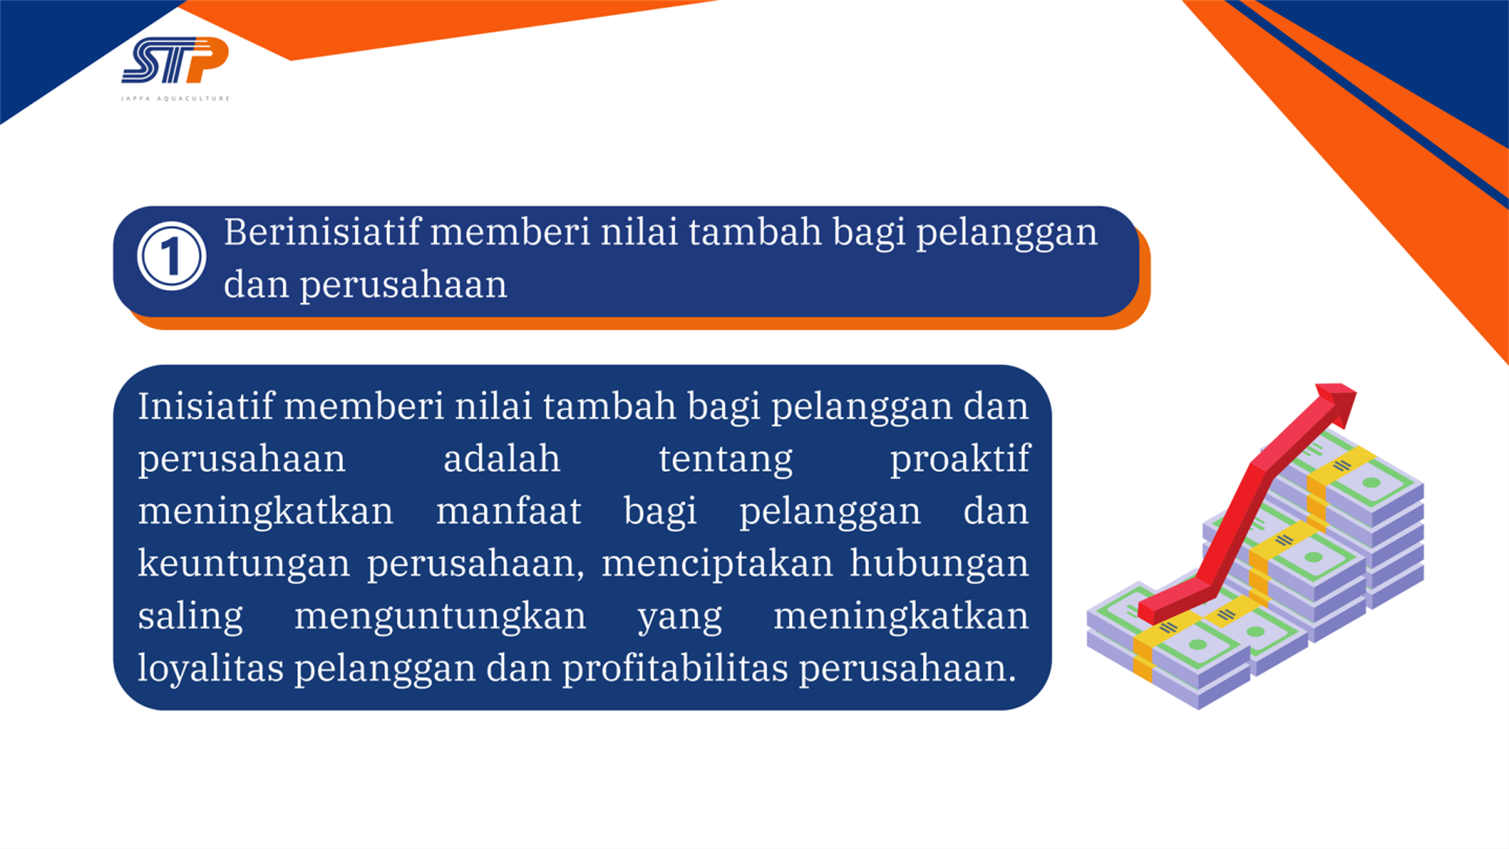 STP
JAPFA AQUACULTURE
1
Berinisiatif memberi nilai tambah bagi pelanggan
dan perusahaan
Inisiatif memberi nilai tambah bagi pelanggan dan
perusahaan adalah tentang proaktif
meningkatkan manfaat bagi pelanggan dan
keuntungan perusahaan, menciptakan hubungan
saling menguntungkan yang meningkatkan
loyalitas pelanggan dan profitabilitas perusahaan.